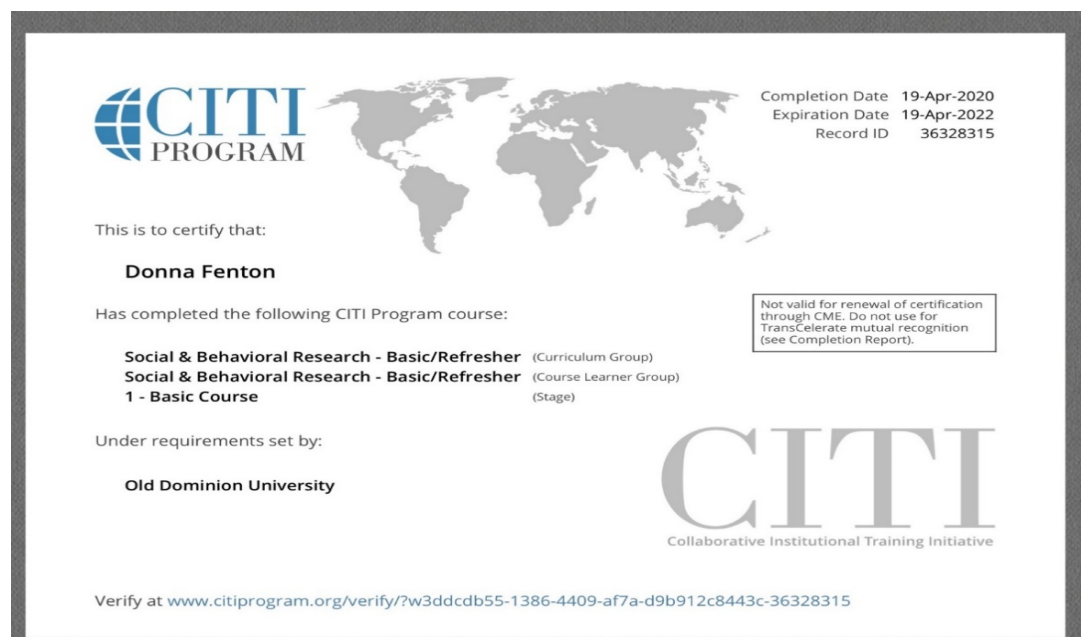 CITI
PROGRAM
Completion Date 19-Apr-2020
Expiration Date 19-Apr-2022
Record ID 36328315
This is to certify that:
Donna Fenton
Has completed the following CITI Program course:
Not valid for renewal of certification
through CME. Do not use for
TransCelerate mutual recognition
(see Completion Report).
Social & Behavioral Research - Basic/Refresher (Curriculum Group)
Social & Behavioral Research - Basic/Refresher (Course Learner Group)
1 - Basic Course (Stage)
Under requirements set by:
Old Dominion University
CITI
Collaborative Institutional Training Initiative
Verify at www.citiprogram.org/verify/?w3ddcdb55-1386-4409-af7a-d9b912c8443c-36328315